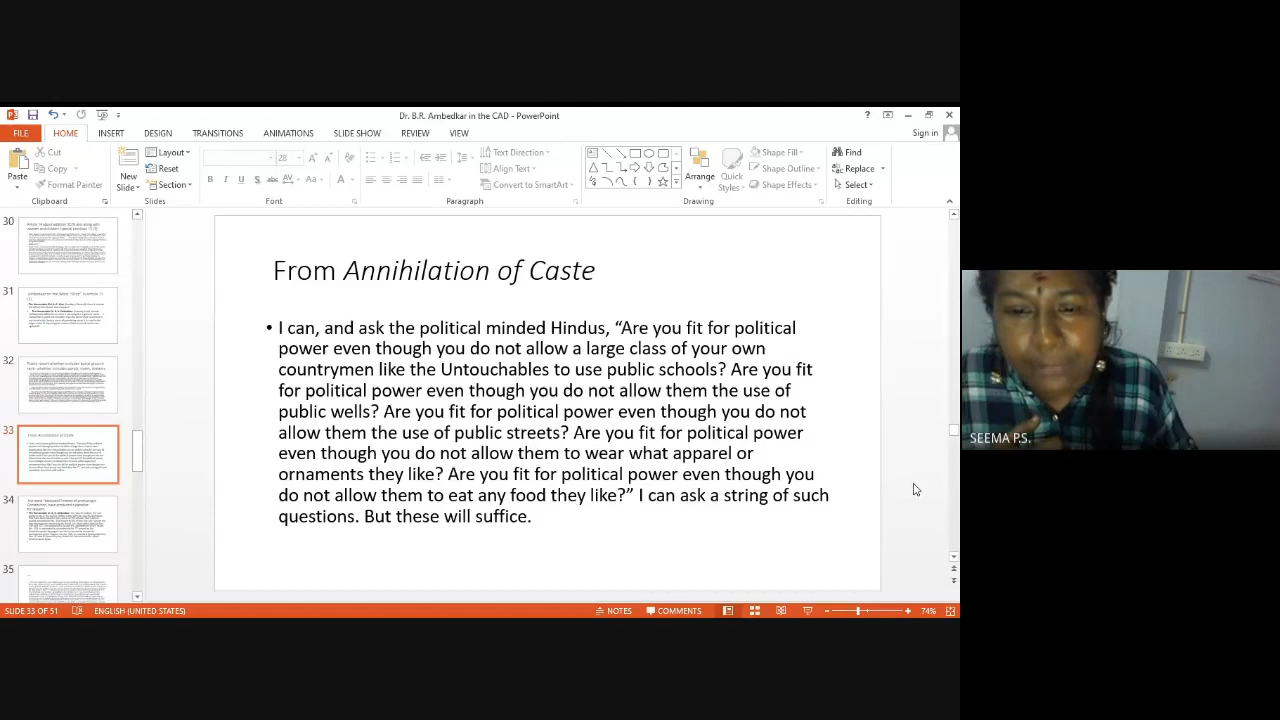 Dr. B.R. Ambedkar in the CAD - PowerPoint
FILE HOME INSERT DESIGN TRANSITIONS ANIMATIONS SLIDE SHOW REVIEW VIEW Sign in
Paste
Cut
Copy
Format Painter
Clipboard
New Slide
Layout
Reset
Section
Slides
28
Font
Paragraph
Text Direction
Align Text
Convert to SmartArt
Arrange
Quick Styles
Shape Fill
Shape Outline
Shape Effects
Drawing
Find
Replace
Select
Editing
30
31
32
33
34
35
From Annihilation of Caste
• I can, and ask the political minded Hindus, “Are you fit for political
power even though you do not allow a large class of your own
countrymen like the Untouchables to use public schools? Are you fit
for political power even though you do not allow them the use of
public wells? Are you fit for political power even though you do not
allow them the use of public streets? Are you fit for political power
even though you do not allow them to wear what apparel or
ornaments they like? Are you fit for political power even though you
do not allow them to eat any food they like?” I can ask a string of such
questions. But these will suffice.
SEEMA P.S.
SLIDE 33 OF 51 ENGLISH (UNITED STATES) NOTES COMMENTS 74%